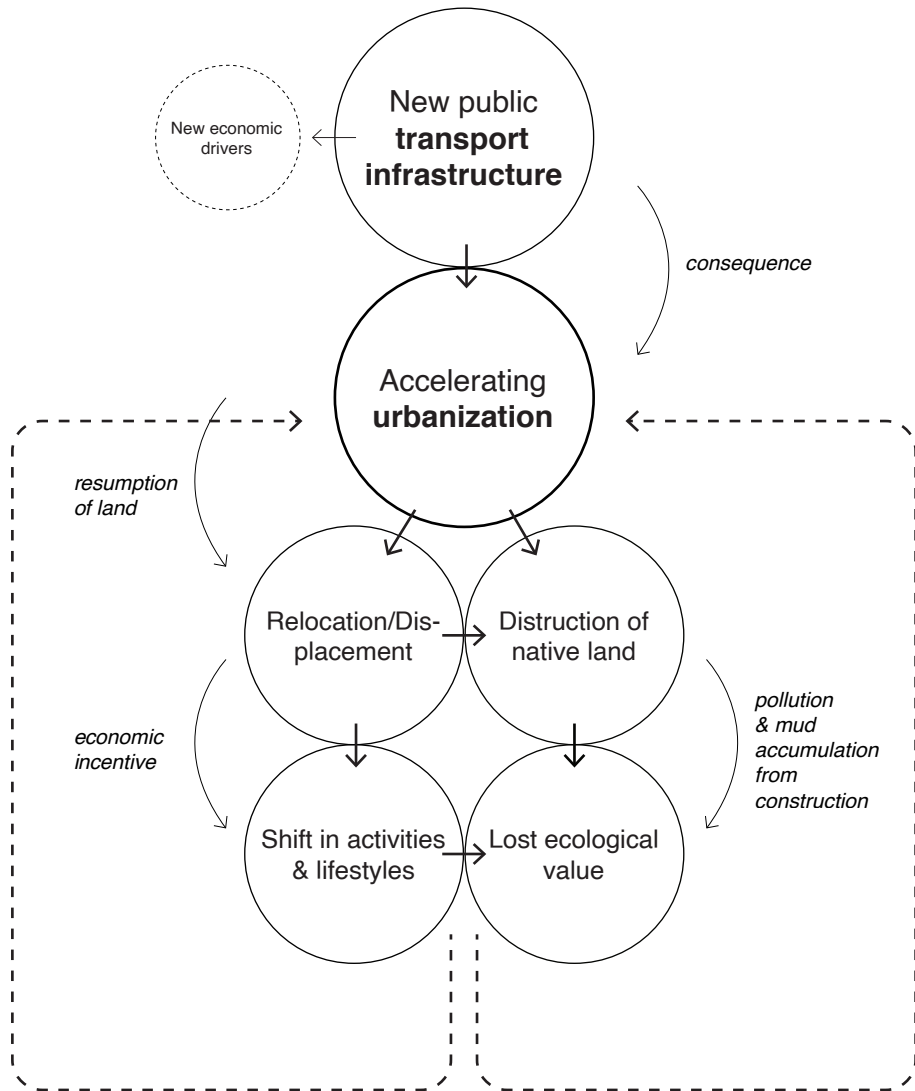 New public
transport
infrastructure
New economic
drivers
consequence
Accelerating
urbanization
resumption
of land
Relocation/Dis-
placement
Distruction of
native land
economic
incentive
pollution
& mud
accumulation
from
construction
Shift in activities
& lifestyles
Lost ecological
value